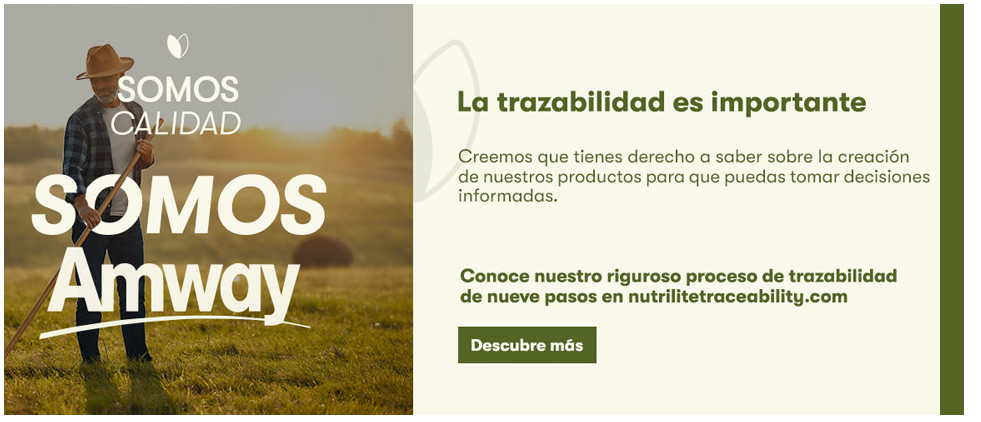 SOMOS
CALIDAD
SOMOS
Amway
La trazabilidad es importante
Creemos que tienes derecho a saber sobre la creación
de nuestros productos para que puedas tomar decisiones
informadas.
Conoce nuestro riguroso proceso de trazabilidad
de nueve pasos en nutrilitetraceability.com
Descubre más